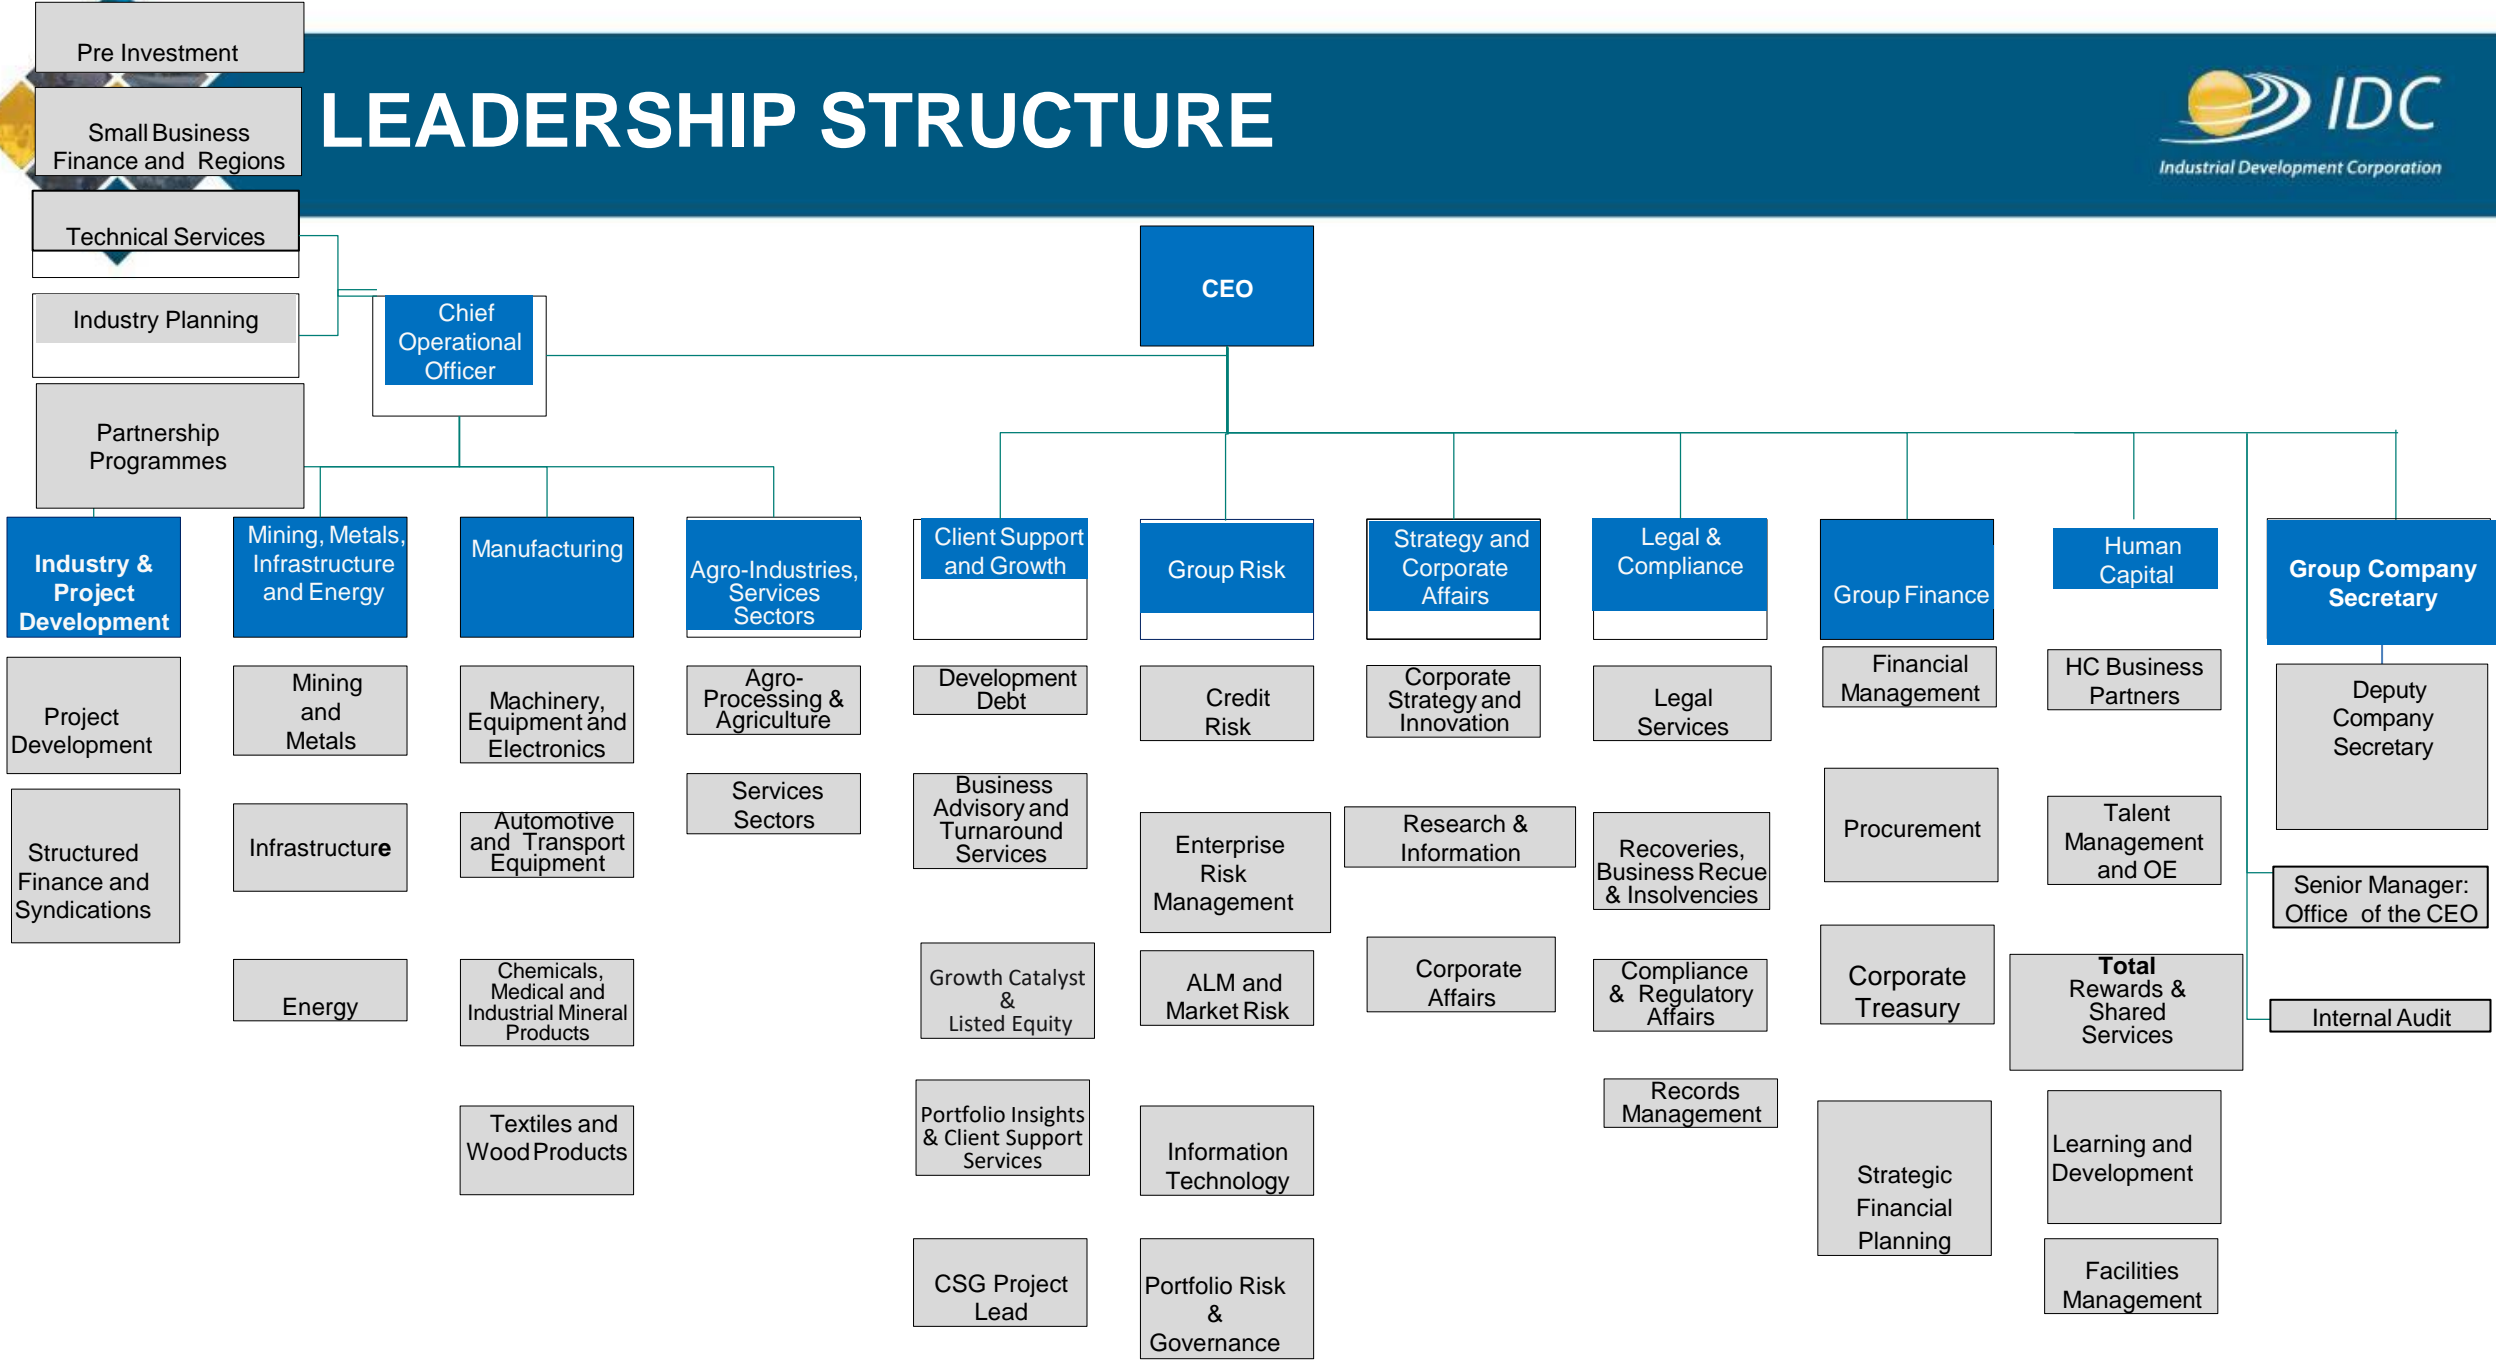 Pre Investment
LEADERSHIP STRUCTURE
IDC
Industrial Development Corporation
Small Business
Finance and Regions
Technical Services
Industry Planning
Partnership
Programmes
CEO
Chief
Operational
Officer
Industry &
Project
Development
Project
Development
Structured
Finance and
Syndications
Mining, Metals,
Infrastructure
and Energy
Mining
and
Metals
Infrastructure
Energy
Manufacturing
Machinery,
Equipment and
Electronics
Automotive
and Transport
Equipment
Chemicals,
Medical and
Industrial Mineral
Products
Textiles and
Wood Products
Agro-Industries,
Services
Sectors
Agro-
Processing &
Agriculture
Services
Sectors
Client Support
and Growth
Development
Debt
Business
Advisory and
Turnaround
Services
Growth Catalyst
&
Listed Equity
Portfolio Insights
& Client Support
Services
CSG Project
Lead
Group Risk
Credit
Risk
Enterprise
Risk
Management
ALM and
Market Risk
Information
Technology
Portfolio Risk
&
Governance
Strategy and
Corporate
Affairs
Corporate
Strategy and
Innovation
Research &
Information
Corporate
Affairs
Legal &
Compliance
Legal
Services
Recoveries,
Business Recue
& Insolvencies
Compliance
& Regulatory
Affairs
Records
Management
Group Finance
Financial
Management
Procurement
Corporate
Treasury
Strategic
Financial
Planning
Human
Capital
HC Business
Partners
Talent
Management
and OE
Total
Rewards &
Shared
Services
Learning and
Development
Facilities
Management
Group Company
Secretary
Deputy
Company
Secretary
Senior Manager:
Office of the CEO
Internal Audit